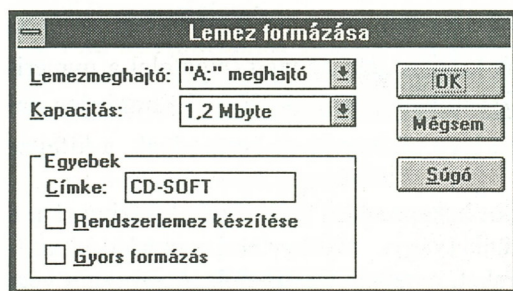 Lemez formázása
Lemezmeghajtó: "A:" meghajtó
OK
Kapacitás: 1,2 Mbyte
Mégsem
Egyebek
Címke: CD-SOFT
Súgó
Rendszerlemez készítése
Gyors formázás